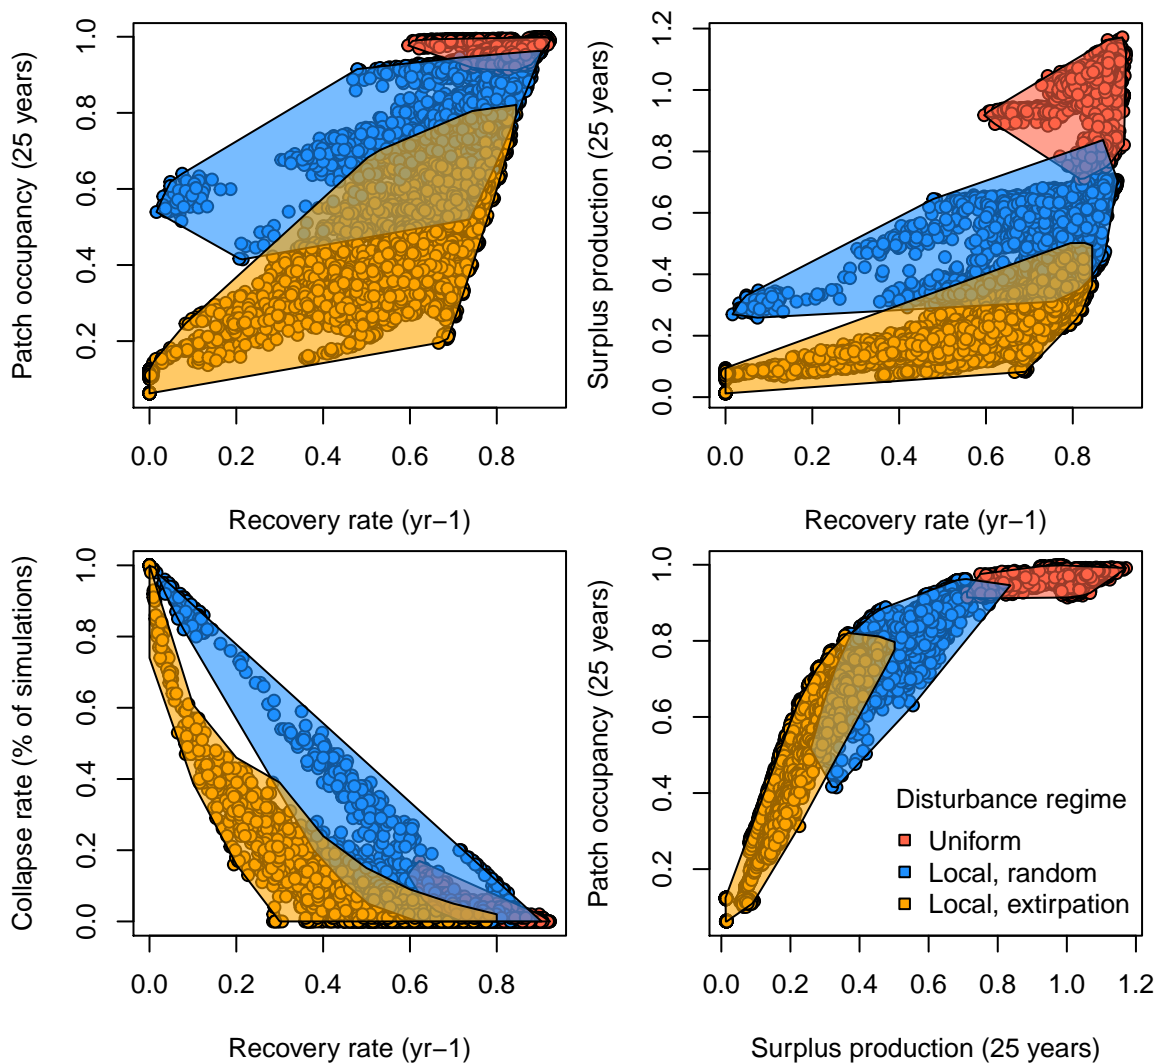 Patch occupancy (25 years)
1.0
0.8
0.6
0.4
0.2
0.0 0.2 0.4 0.6 0.8
Recovery rate (yr−1)
Surplus production (25 years)
1.2
1.0
0.8
0.6
0.4
0.2
0.0
0.0 0.2 0.4 0.6 0.8
Recovery rate (yr−1)
Collapse rate (% of simulations)
1.0
0.8
0.6
0.4
0.2
0.0
0.0 0.2 0.4 0.6 0.8
Recovery rate (yr−1)
Patch occupancy (25 years)
1.0
0.8
0.6
0.4
0.2
Disturbance regime
Uniform
Local, random
Local, extirpation
0.0 0.2 0.4 0.6 0.8 1.0 1.2
Surplus production (25 years)